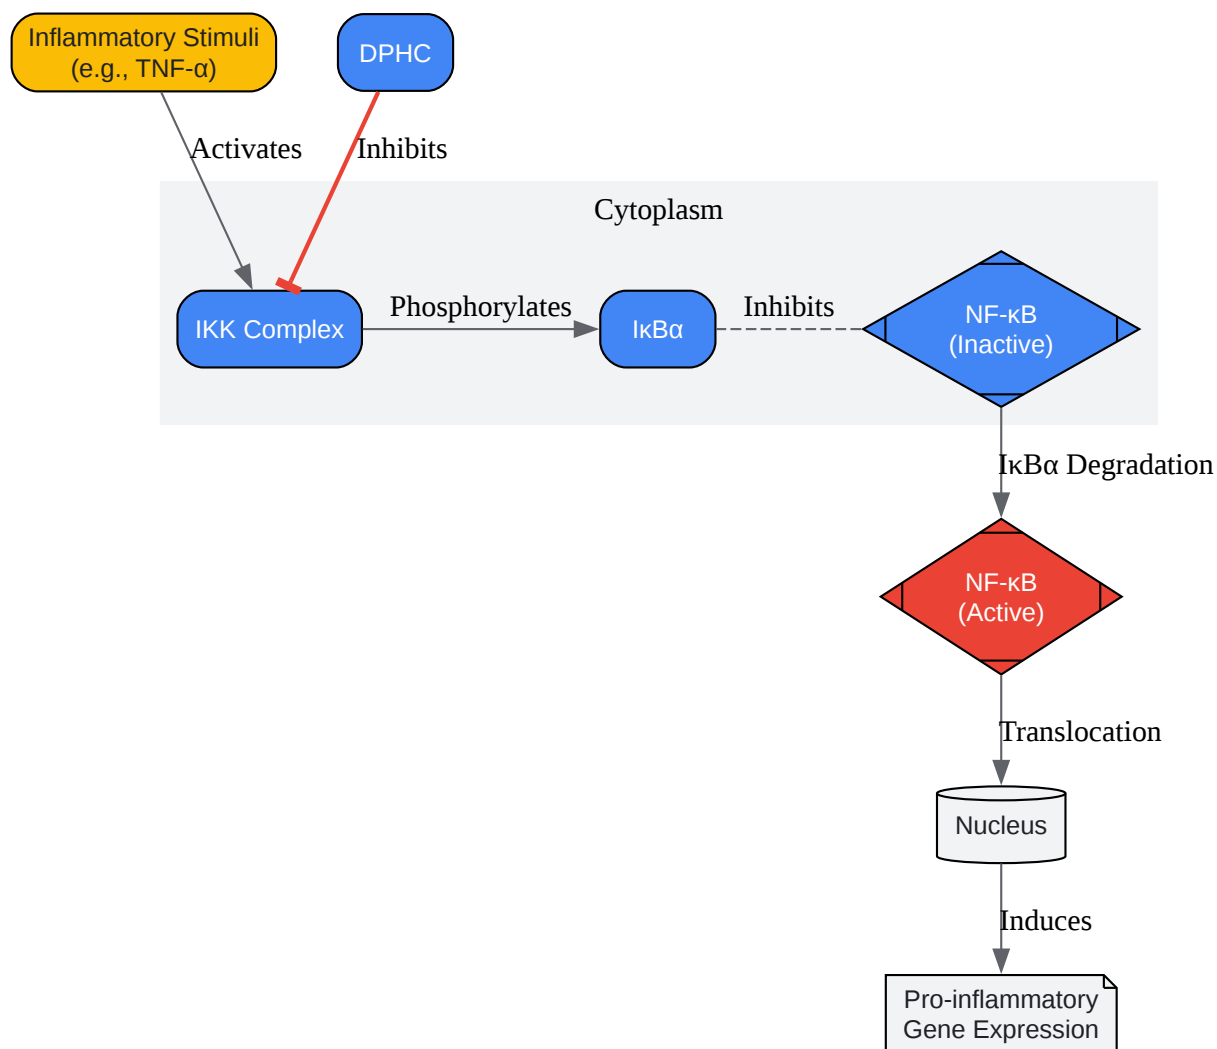 Inflammatory Stimuli
(e.g., TNF-α)
DPHC
Activates
Inhibits
Cytoplasm
IKK Complex
Phosphorylates
IκBα
Inhibits
NF-κB
(Inactive)
IκBα Degradation
NF-κB
(Active)
Translocation
Nucleus
Induces
Pro-inflammatory
Gene Expression